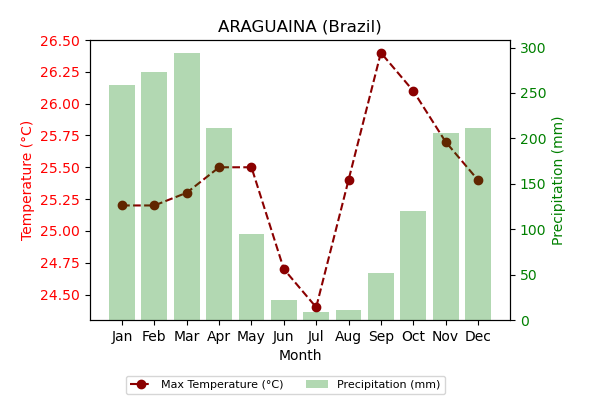 ARAGUAINA (Brazil)
26.50
26.25
26.00
25.75
25.50
25.25
25.00
24.75
24.50
Temperature (°C)
300
250
200
150
100
50
0
Precipitation (mm)
Jan Feb Mar Apr May Jun Jul Aug Sep Oct Nov Dec
Month
Max Temperature (°C) Precipitation (mm)